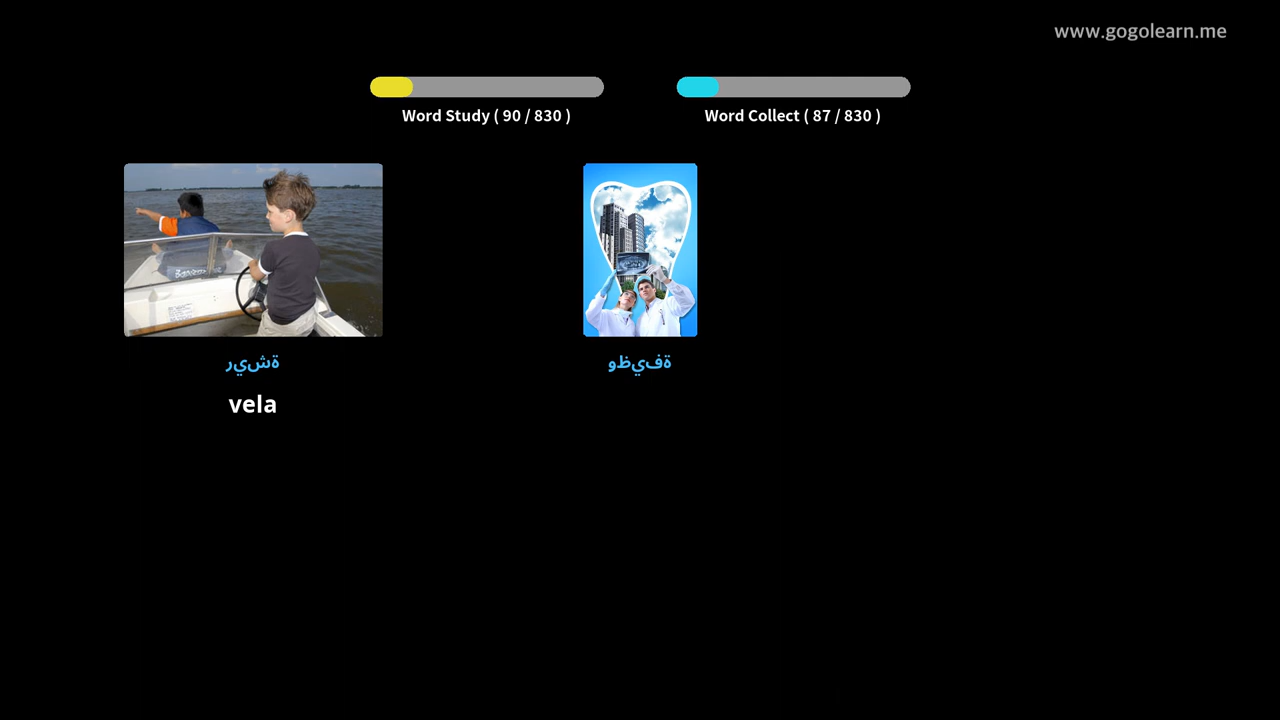 www.gogolearn.me
Word Study ( 90 / 830 )
Word Collect ( 87 / 830 )
ةشير
vela
ةفيظو